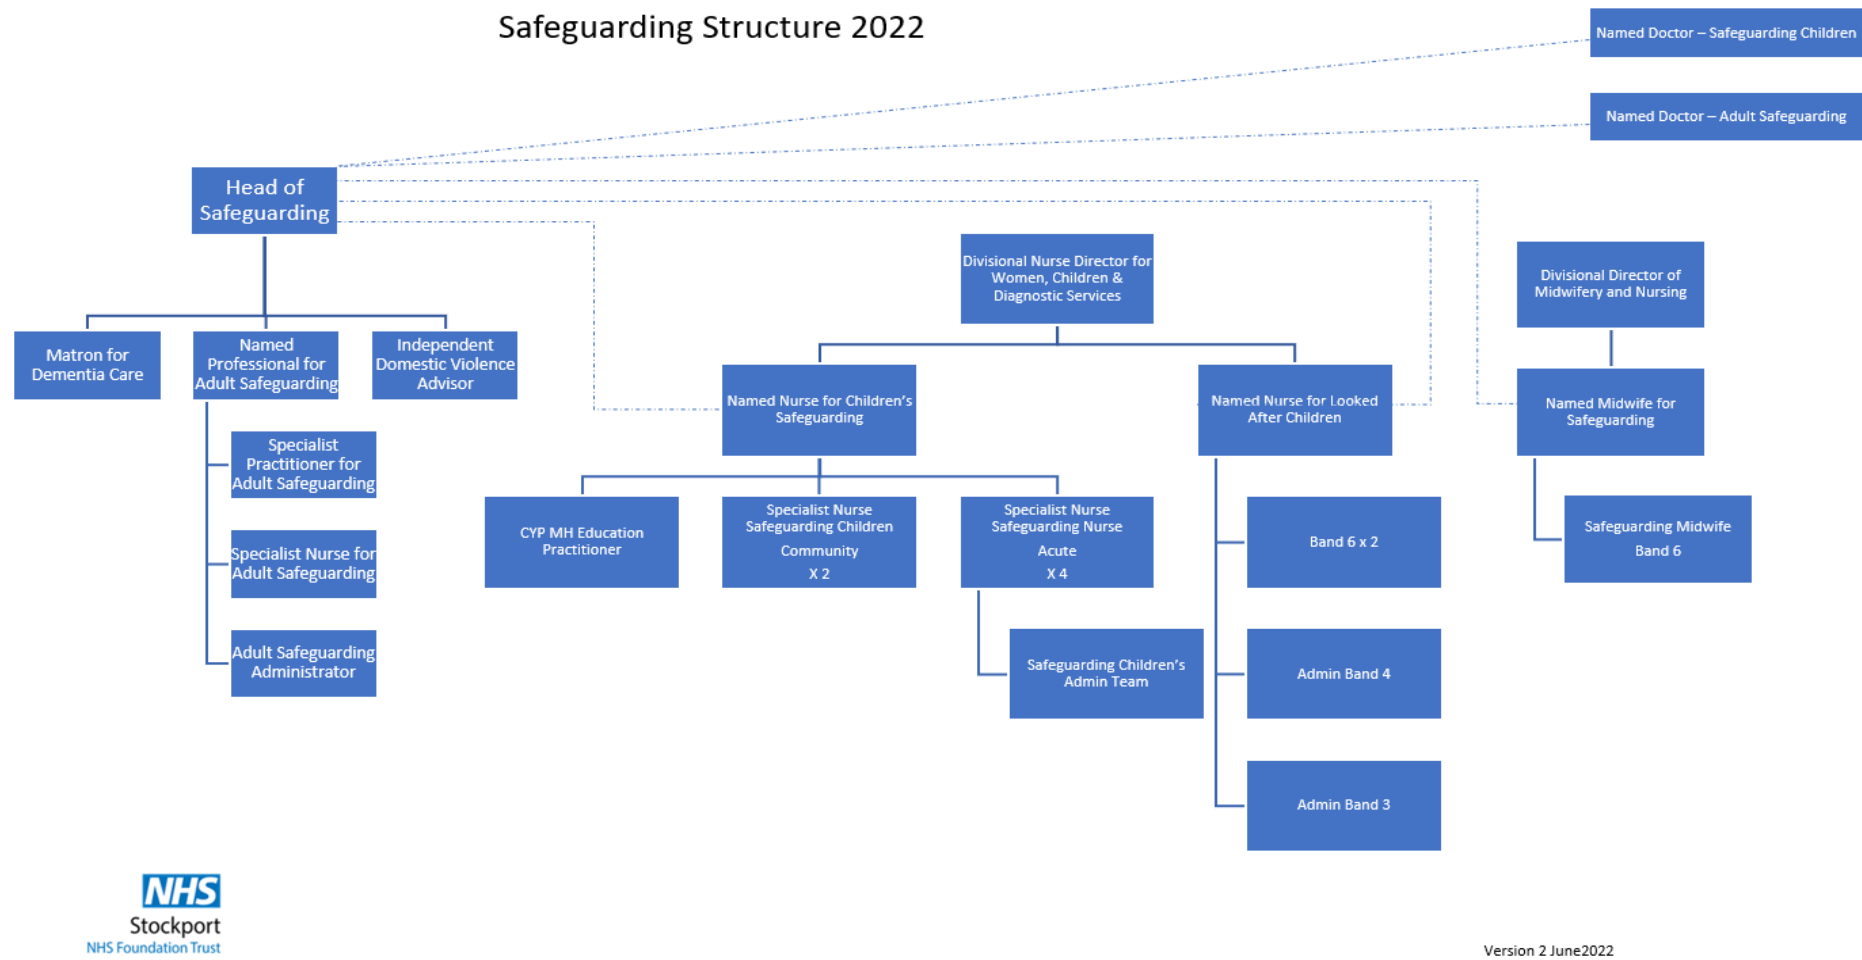 Safeguarding Structure 2022
Named Doctor – Safeguarding Children
Named Doctor – Adult Safeguarding
Head of
Safeguarding
Divisional Nurse Director for
Women, Children &
Diagnostic Services
Divisional Director of
Midwifery and Nursing
Matron for
Dementia Care
Named
Professional for
Adult Safeguarding
Independent
Domestic Violence
Advisor
Named Nurse for Children’s
Safeguarding
Named Nurse for Looked
After Children
Named Midwife for
Safeguarding
Specialist
Practitioner for
Adult Safeguarding
Specialist Nurse for
Adult Safeguarding
Adult Safeguarding
Administrator
CYP MH Education
Practitioner
Specialist Nurse
Safeguarding Children
Community
X 2
Specialist Nurse
Safeguarding Nurse
Acute
X 4
Safeguarding Children’s
Admin Team
Band 6 x 2
Admin Band 4
Admin Band 3
Safeguarding Midwife
Band 6
NHS
Stockport
NHS Foundation Trust
Version 2 June2022